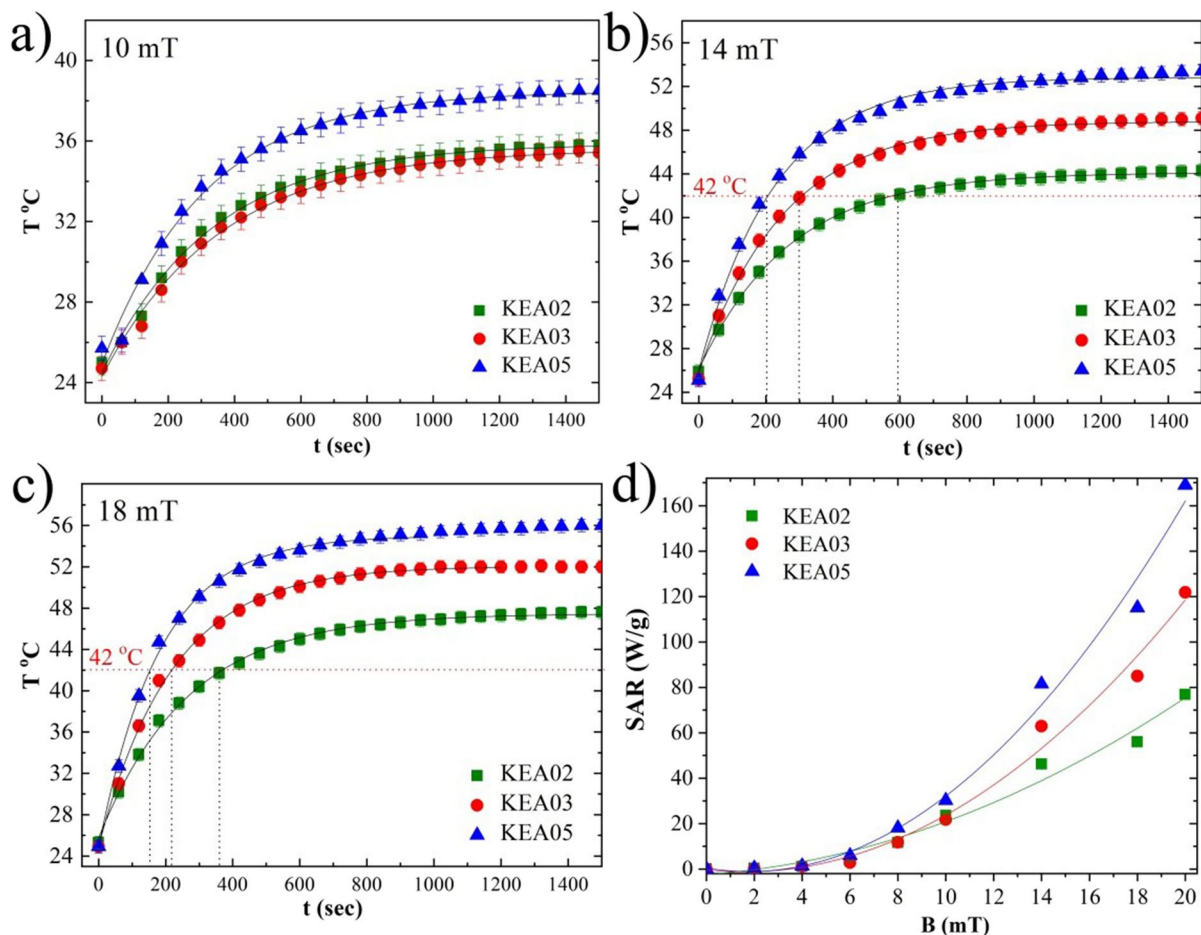 a)
10 mT
40
36
32
28
24
T °C
0 200 400 600 800 1000 1200 1400
t (sec)
KEA02
KEA03
KEA05
b)
14 mT
56
52
48
44
40
36
32
28
24
T °C
42 °C
0 200 400 600 800 1000 1200 1400
t (sec)
KEA02
KEA03
KEA05
c)
18 mT
56
52
48
44
40
36
32
28
24
T °C
42 °C
0 200 400 600 800 1000 1200 1400
t (sec)
KEA02
KEA03
KEA05
d)
160
140
120
100
80
60
40
20
0
SAR (W/g)
0 2 4 6 8 10 12 14 16 18 20
B (mT)
KEA02
KEA03
KEA05